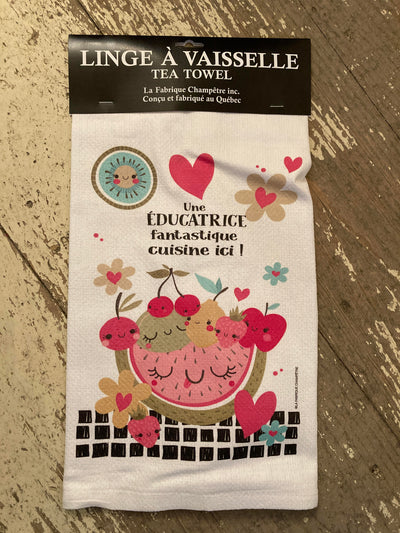 LINGE À VAISSELLE
TEA TOWEL
La Fabrique Champêtre inc.
Conçu et fabriqué au Québec
Une
ÉDUCATRICE
fantastique
cuisine ici !